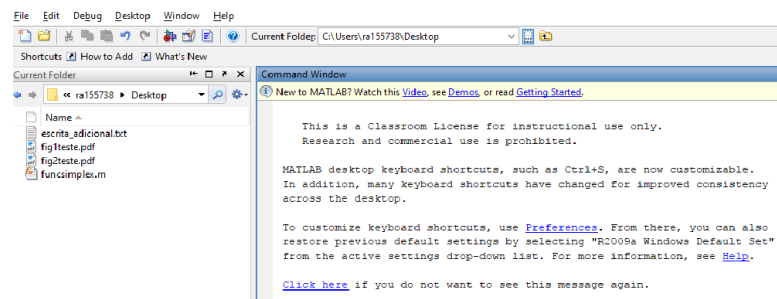 File Edit Debug Desktop Window Help
Current Folder: C:\Users\ra155738\Desktop
Shortcuts How to Add What's New
Current Folder
« ra155738 ▸ Desktop
Name
escrita_adicional.txt
fig1teste.pdf
fig2teste.pdf
funcsimplex.m
Command Window
New to MATLAB? Watch this Video, see Demos, or read Getting Started.
This is a Classroom License for instructional use only.
Research and commercial use is prohibited.
MATLAB desktop keyboard shortcuts, such as Ctrl+S, are now customizable.
In addition, many keyboard shortcuts have changed for improved consistency
across the desktop.
To customize keyboard shortcuts, use Preferences. From there, you can also
restore previous default settings by selecting "R2009a Windows Default Set"
from the active settings drop-down list. For more information, see Help.
Click here if you do not want to see this message again.